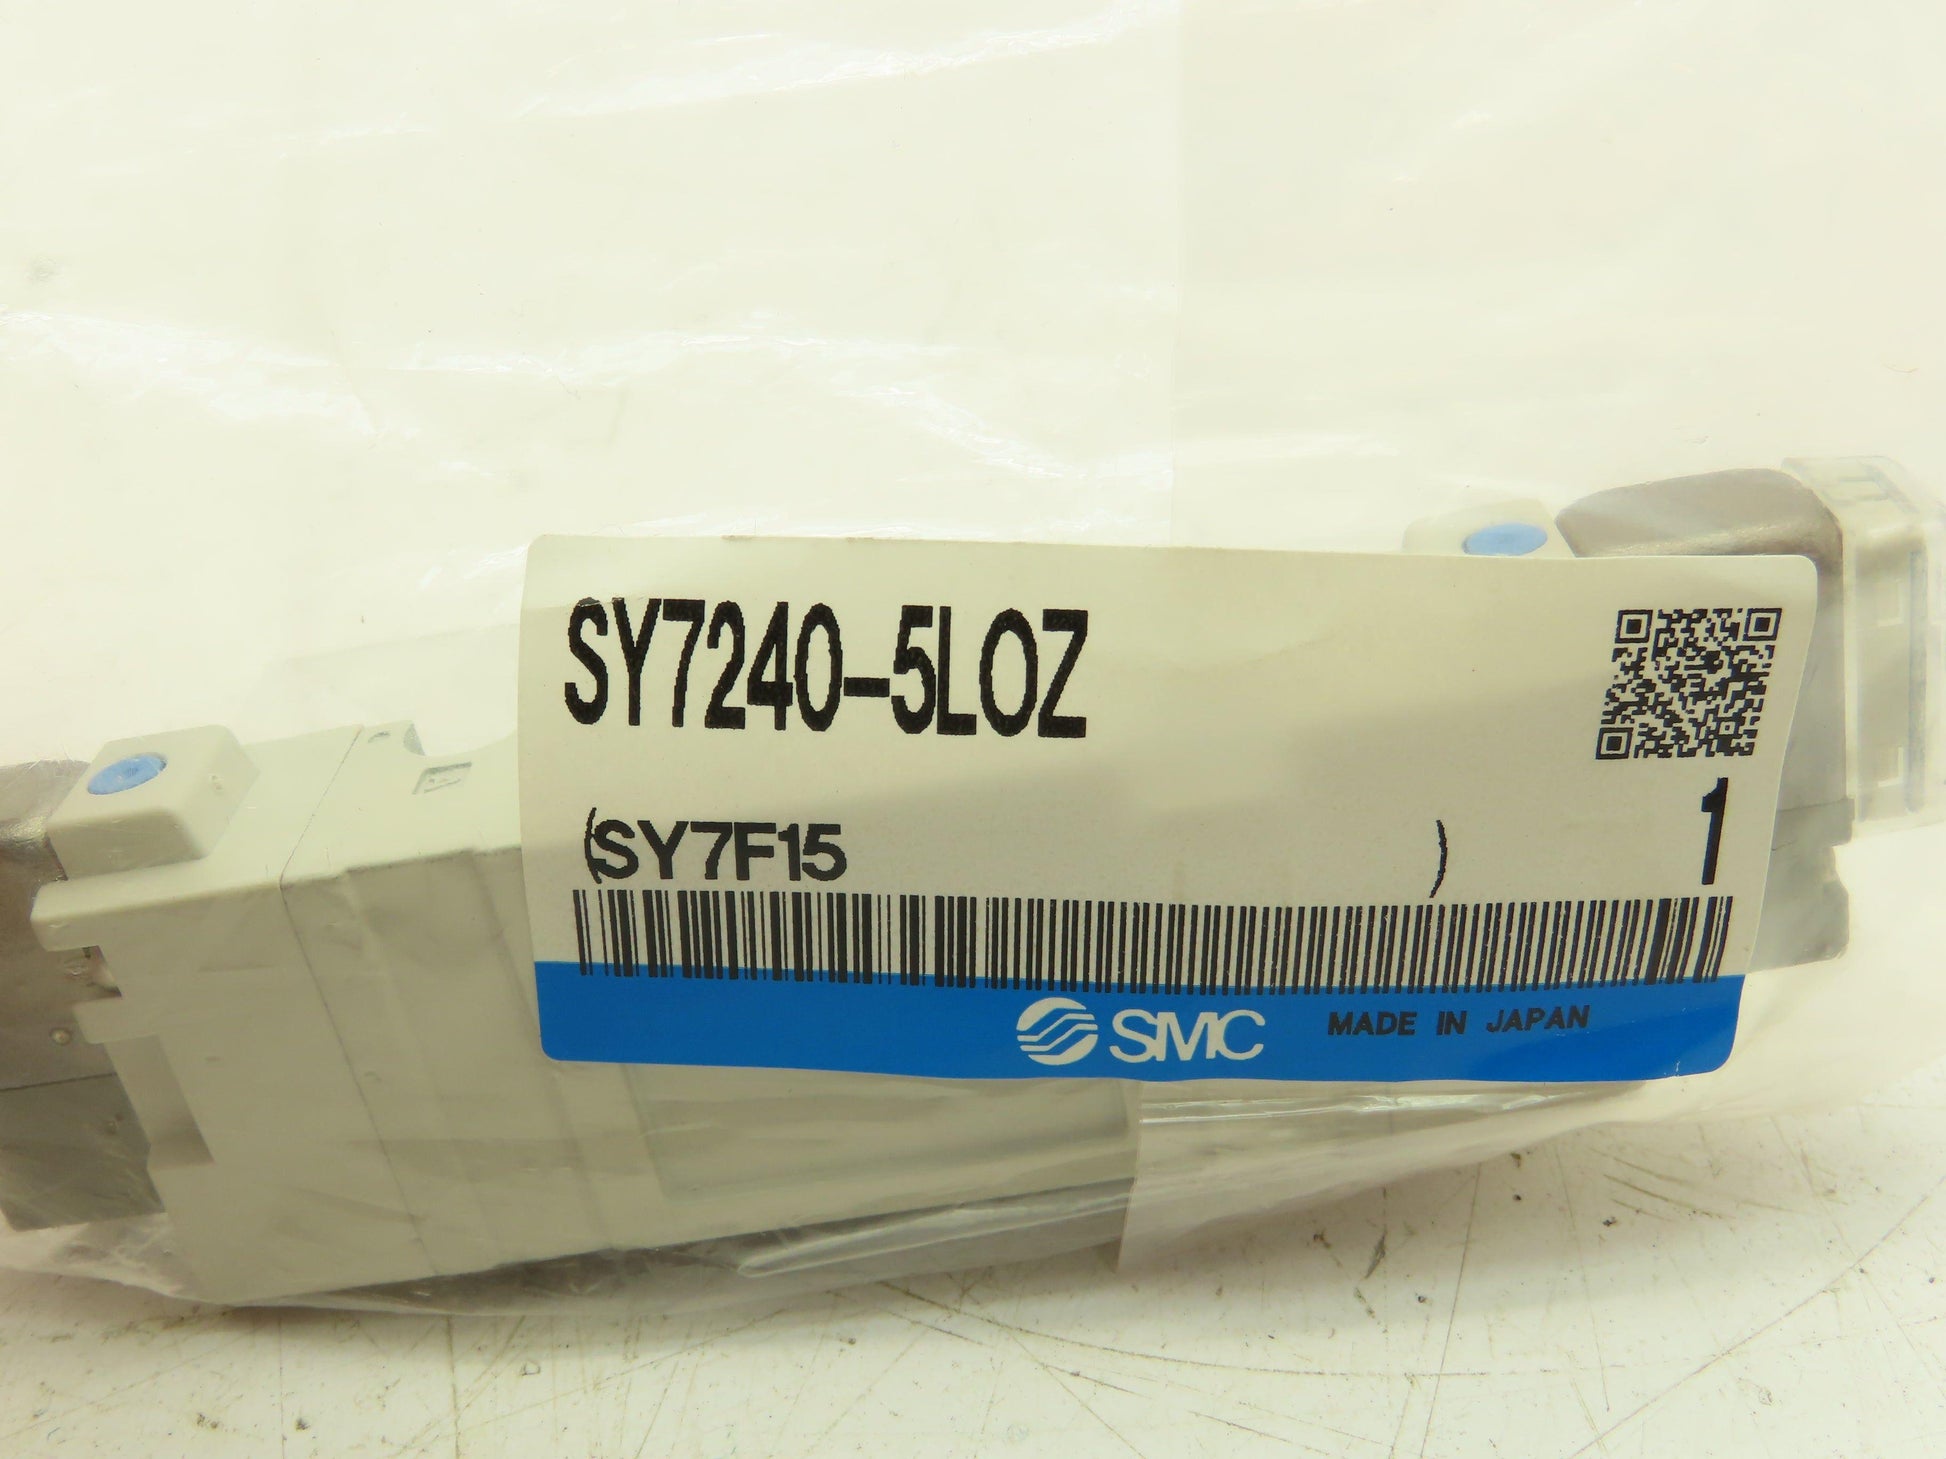 SY7240-5LOZ
(SY7F15 )
1
SMC MADE IN JAPAN